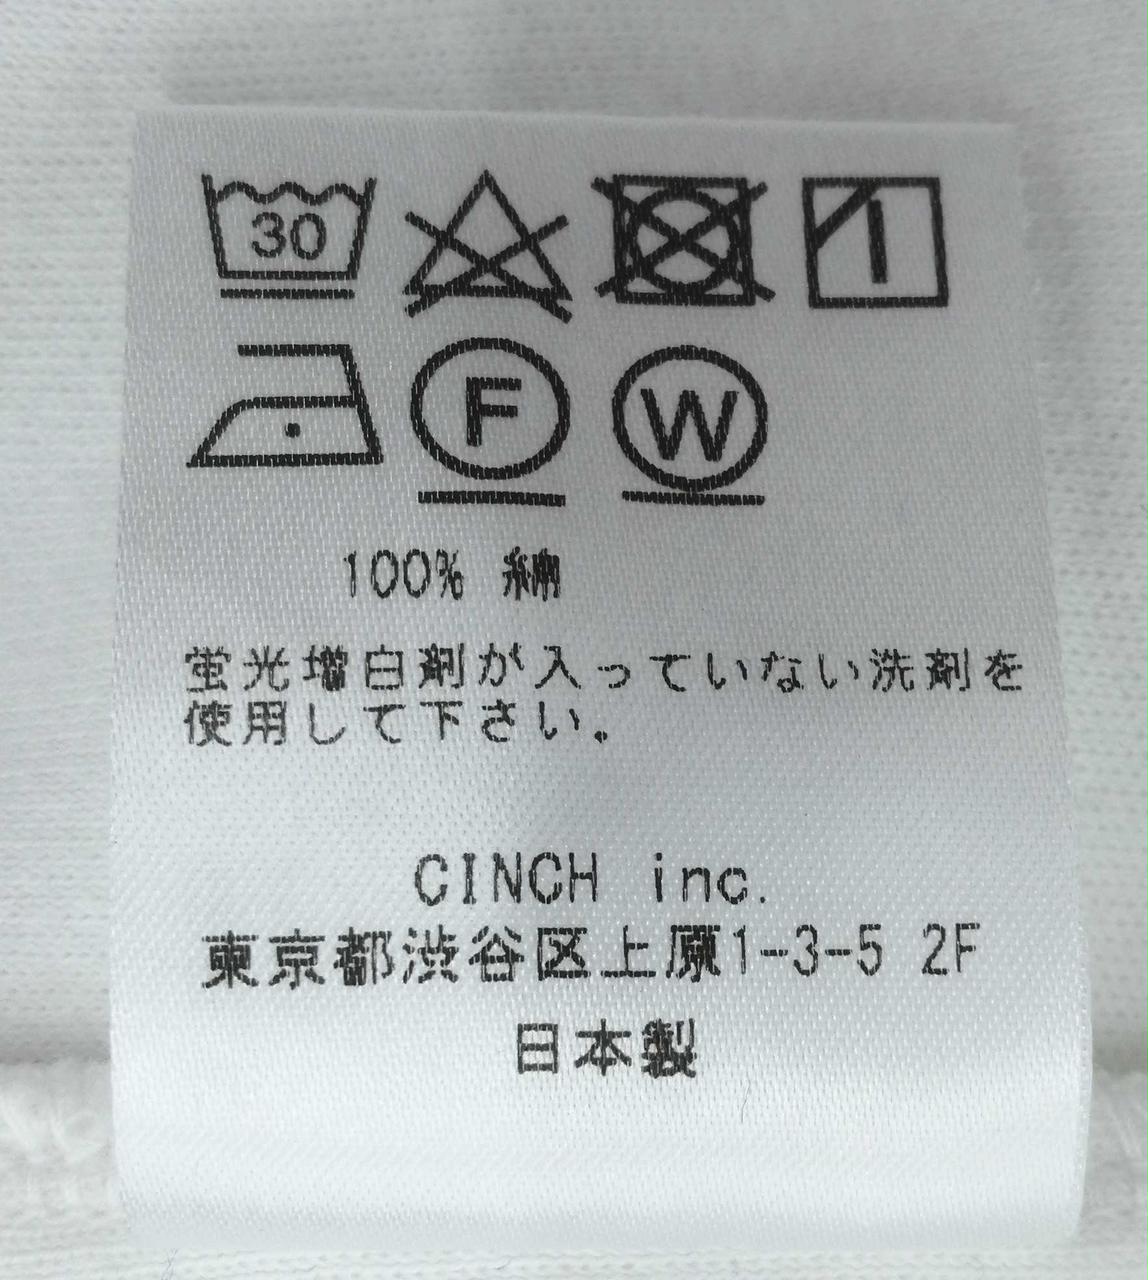 30
F W
100% 綿
蛍光増白剤が入っていない洗剤を
使用して下さい。
CINCH inc.
東京都渋谷区上原1-3-5 2F
日本製